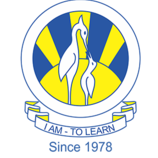 I AM - TO LEARN
Since 1978